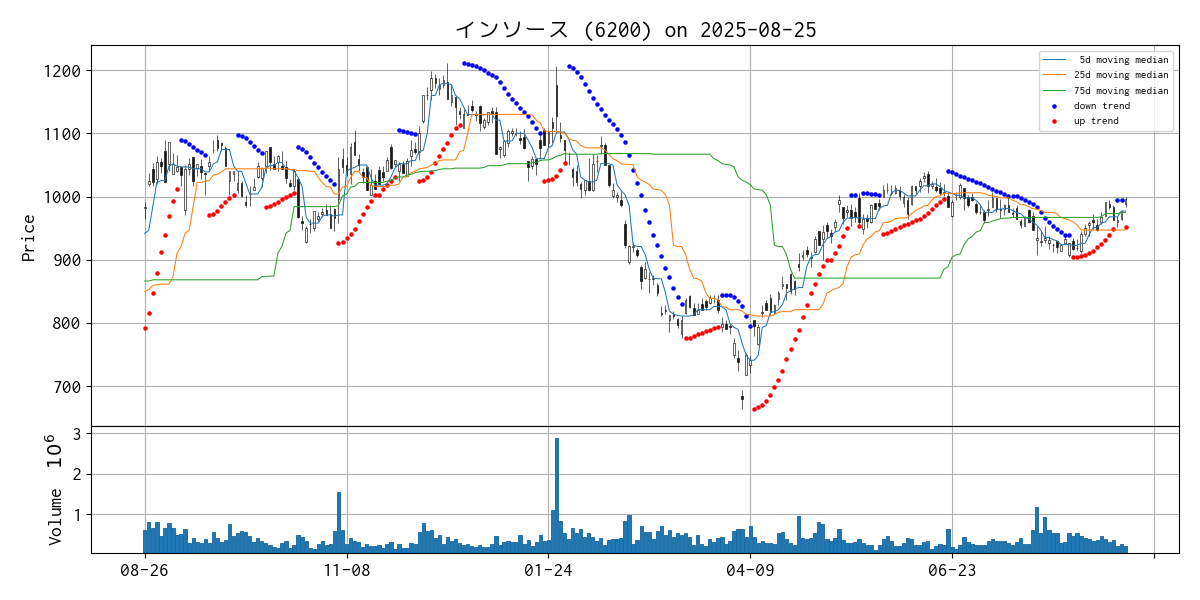 インソース (6200) on 2025-08-25
5d moving median
25d moving median
75d moving median
down trend
up trend
Price
1200
1100
1000
900
800
700
Volume 10^6
3
2
1
08-26
11-08
01-24
04-09
06-23